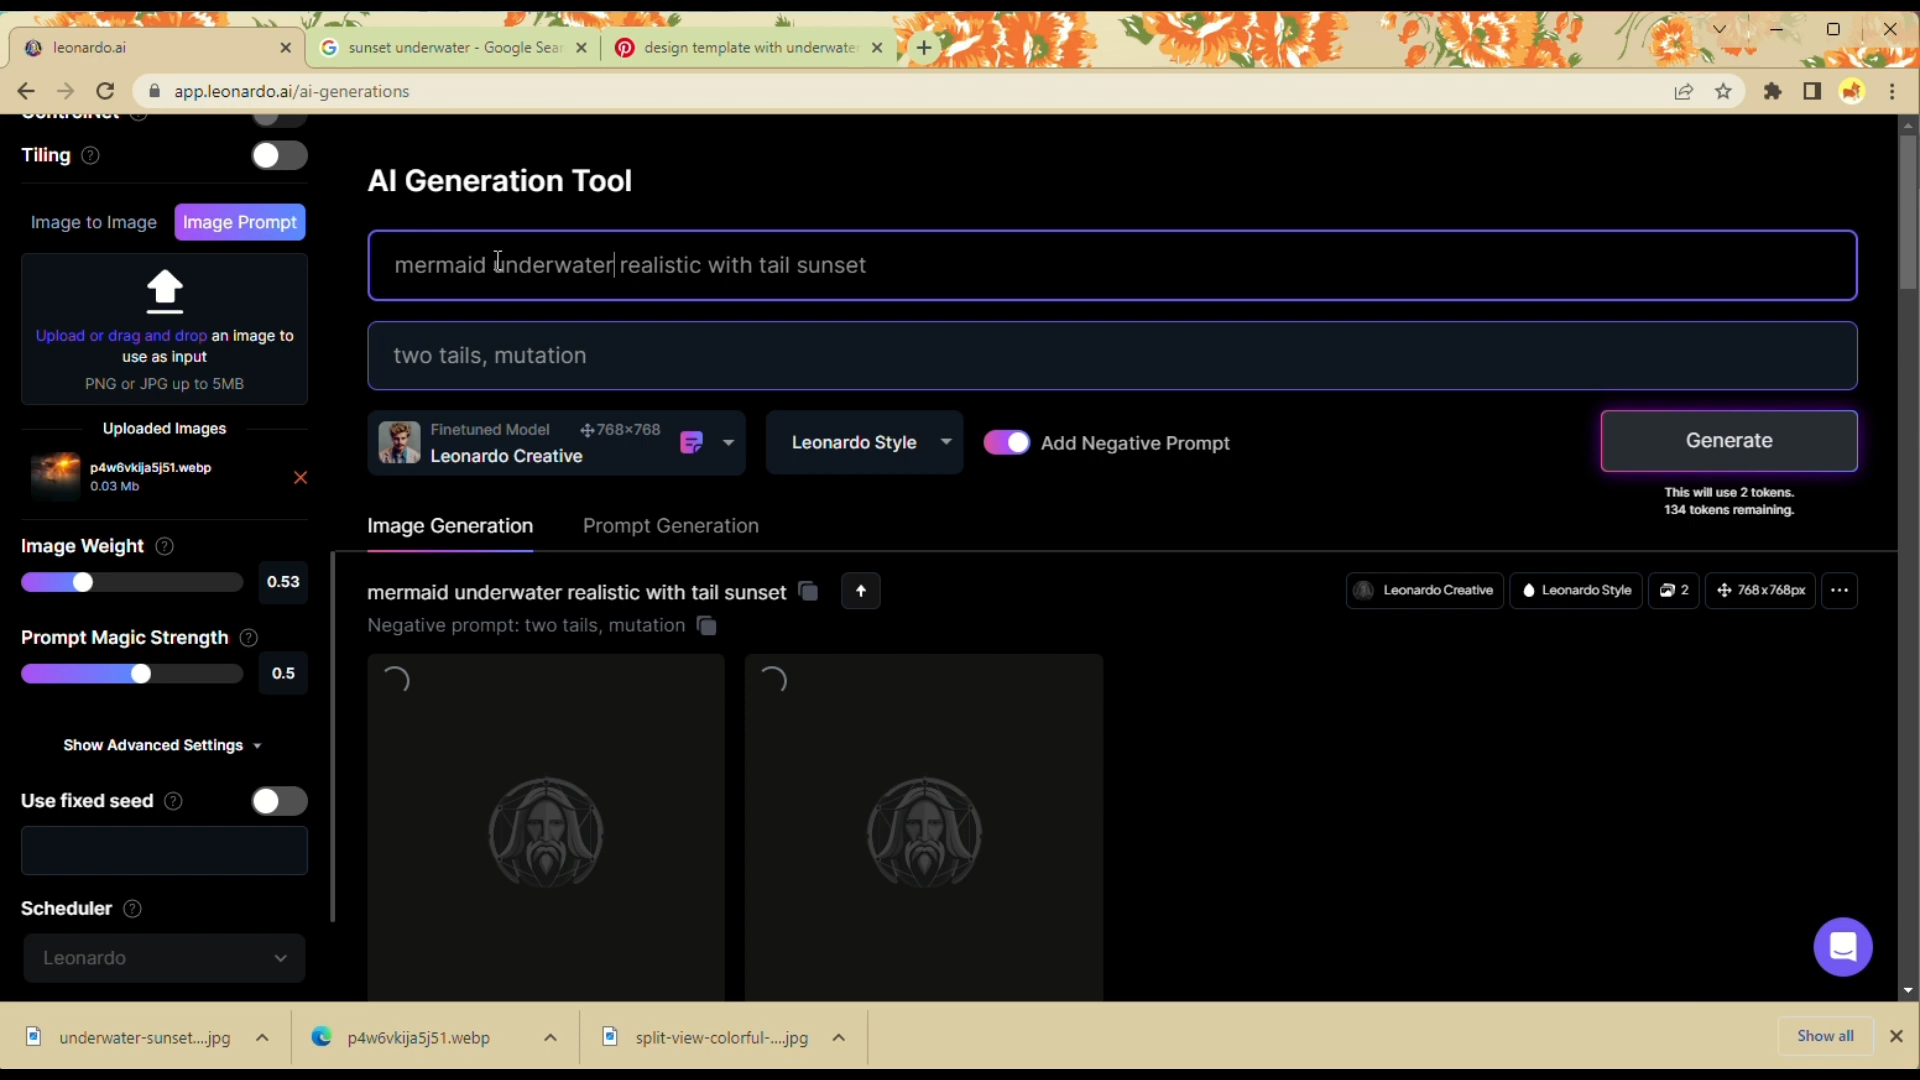 leonardo.ai
sunset underwater - Google Sear
design template with underwater
app.leonardo.ai/ai-generations
ControlNet
Tiling
Image to Image
Image Prompt
Upload or drag and drop an image to
use as input
PNG or JPG up to 5MB
Uploaded Images
p4w6vkija5j51.webp
0.03 Mb
Image Weight
0.53
Prompt Magic Strength
0.5
Show Advanced Settings
Use fixed seed
Scheduler
Leonardo
AI Generation Tool
mermaid underwater realistic with tail sunset
two tails, mutation
Finetuned Model
768×768
Leonardo Creative
Leonardo Style
Add Negative Prompt
Generate
This will use 2 tokens.
134 tokens remaining.
Image Generation
Prompt Generation
mermaid underwater realistic with tail sunset
Negative prompt: two tails, mutation
Leonardo Creative
Leonardo Style
2
768x768px
underwater-sunset....jpg
p4w6vkija5j51.webp
split-view-colorful-....jpg
Show all